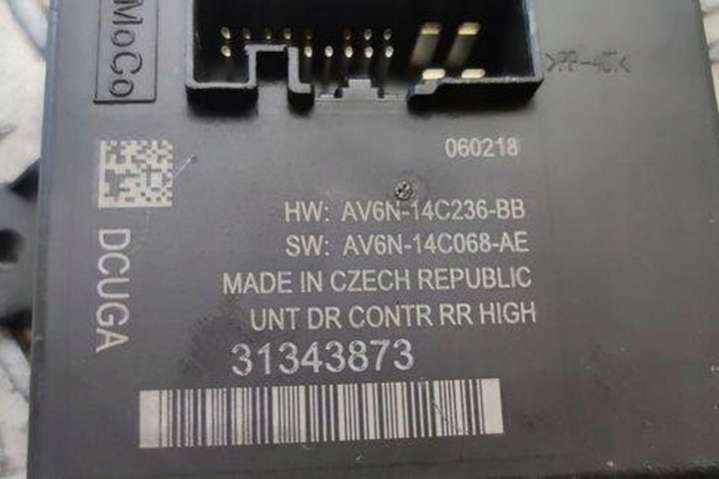 MoCo
060218
HW: AV6N-14C236-BB
SW: AV6N-14C068-AE
MADE IN CZECH REPUBLIC
UNT DR CONTR RR HIGH
31343873
DCUGA